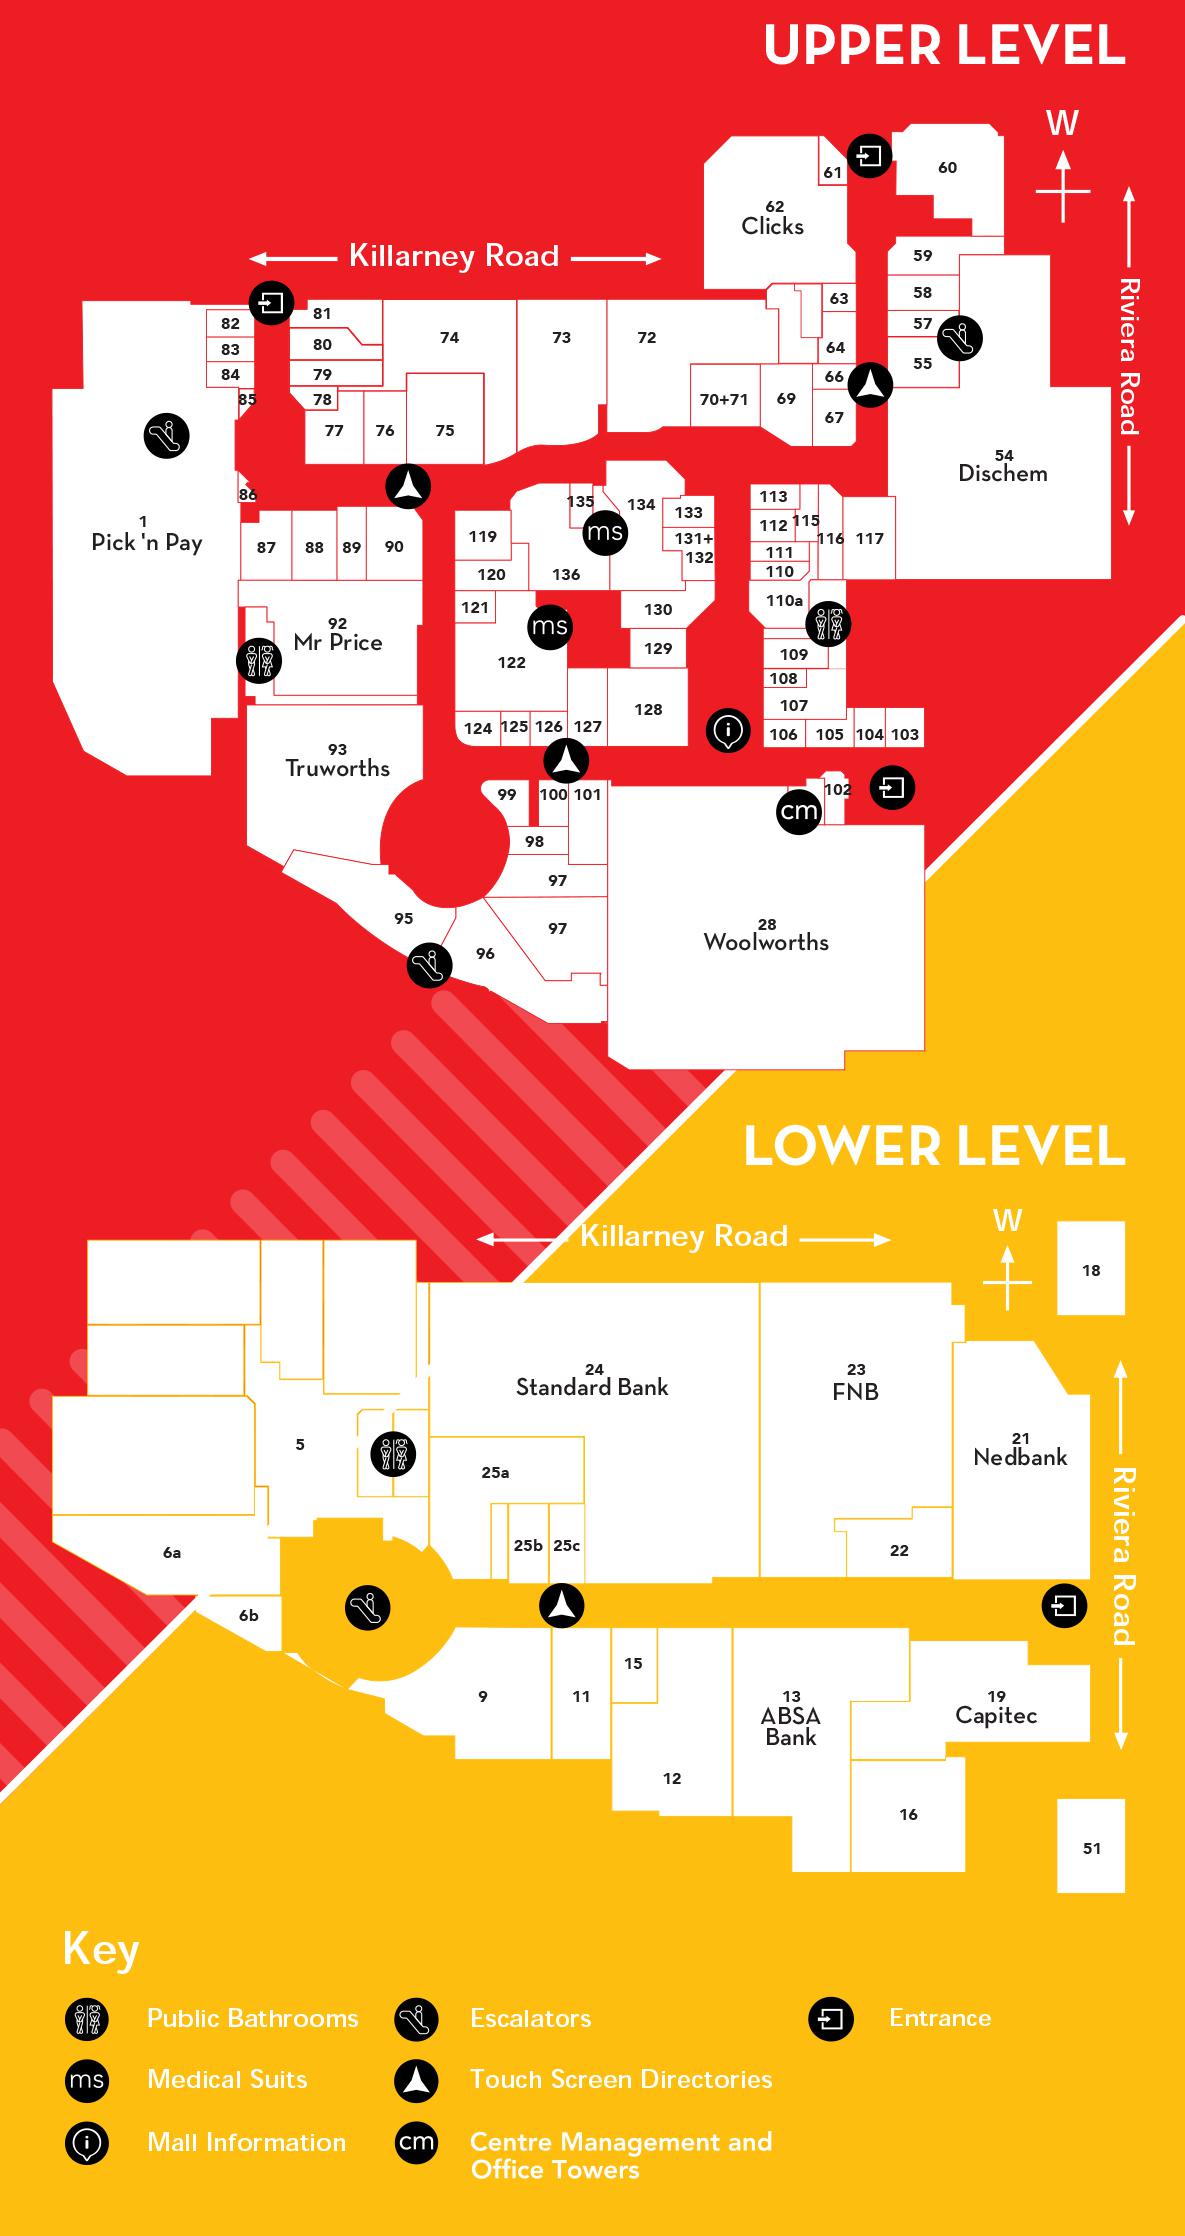 UPPER LEVEL
W
Killarney Road
Riviera Road
60
61
62
Clicks
59
58
57
55
63
64
66
67
69
70+71
72
73
74
75
76
77
78
79
80
81
82
83
84
85
86
1
Pick 'n Pay
54
Dischem
87
88
89
90
92
Mr Price
93
Truworths
119
120
121
122
124
125
126
127
128
129
130
131+
132
133
134
135
136
ms
ms
113
112
115
111
110
116
117
110a
109
108
107
106
105
104
103
102
cm
99
100
101
98
97
97
95
96
28
Woolworths
LOWER LEVEL
Killarney Road
W
18
Riviera Road
24
Standard Bank
23
FNB
21
Nedbank
5
25a
25b
25c
22
6a
6b
9
11
15
12
13
ABSA
Bank
19
Capitec
16
51
Key
Public Bathrooms
Escalators
Entrance
ms
Medical Suits
Touch Screen Directories
Mall Information
cm
Centre Management and
Office Towers